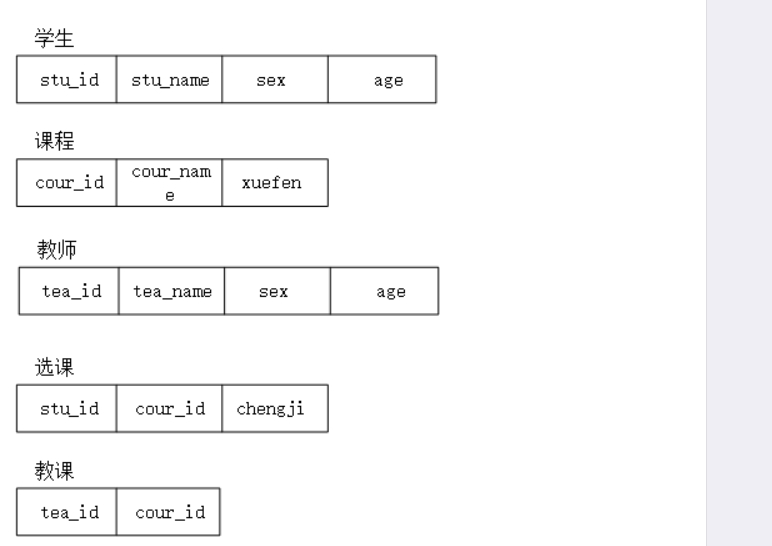 学生
stu_id stu_name sex age
课程
cour_id cour_nam
e xuefen
教师
tea_id tea_name sex age
选课
stu_id cour_id chengji
教课
tea_id cour_id